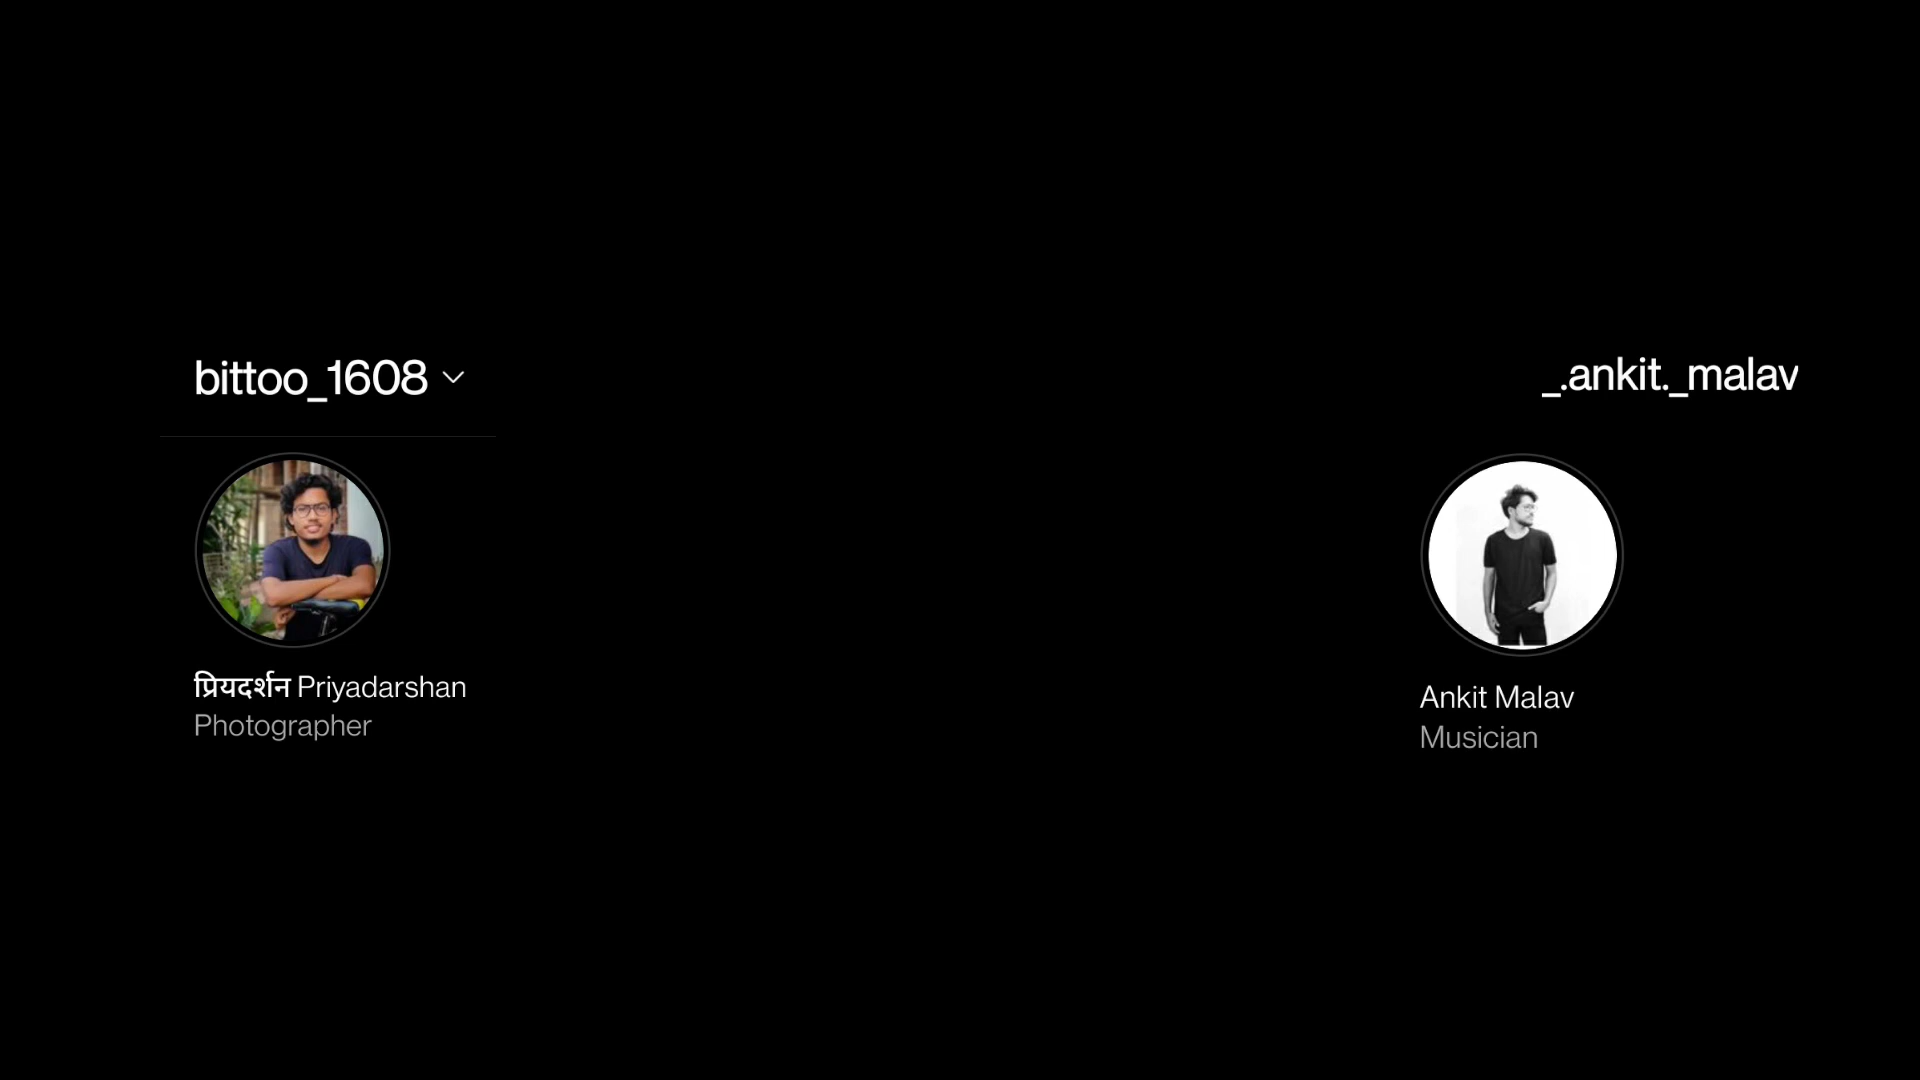 bittoo_1608
प्रियदर्शन Priyadarshan
Photographer
_.ankit._malav
Ankit Malav
Musician